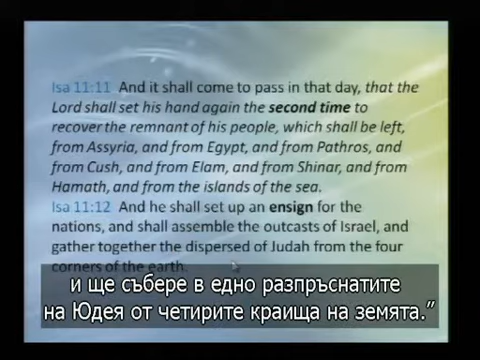 Isa 11:11 And it shall come to pass in that day, that the
Lord shall set his hand again the second time to
recover the remnant of his people, which shall be left,
from Assyria, and from Egypt, and from Pathros, and
from Cush, and from Elam, and from Shinar, and from
Hamath, and from the islands of the sea.
Isa 11:12 And he shall set up an ensign for the
nations, and shall assemble the outcasts of Israel, and
gather together the dispersed of Judah from the four
corners of the earth.
и ще събере в едно разпръснатите
на Юдея от четирите краища на земята.”